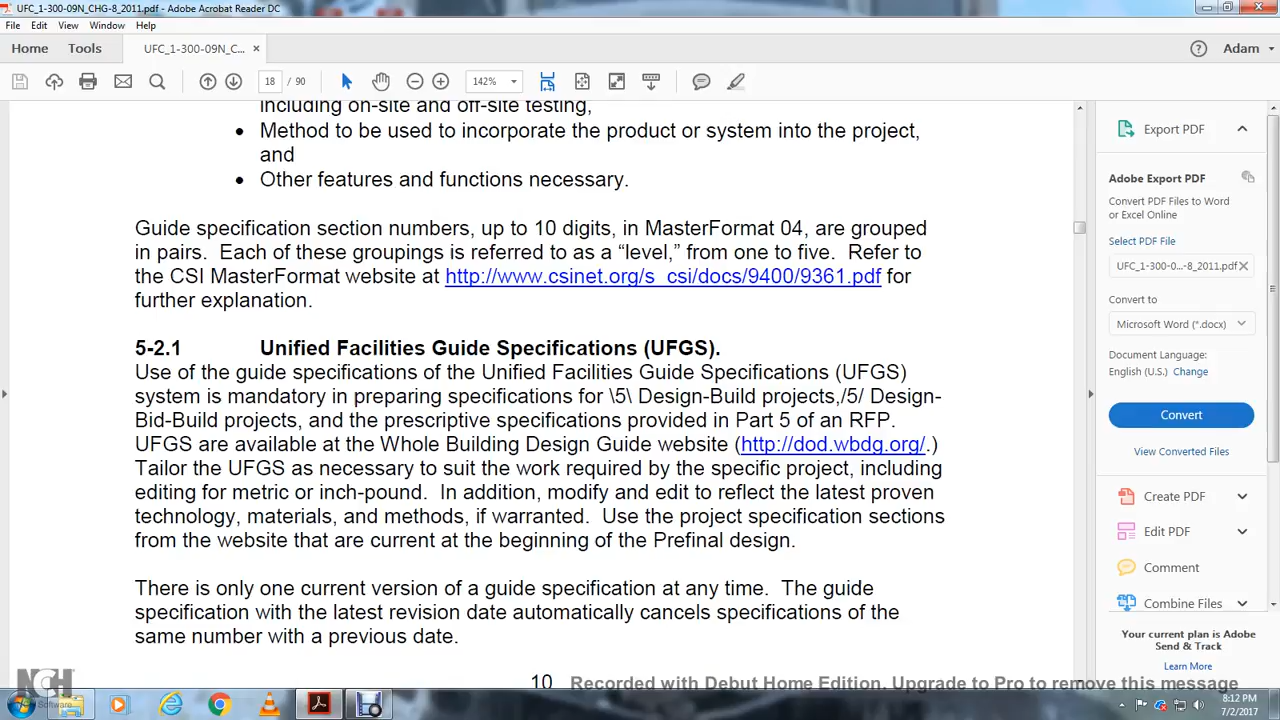 UFC_1-300-09N_CHG-8_2011.pdf - Adobe Acrobat Reader DC
File Edit View Window Help
Home Tools UFC_1-300-09N_C... × Adam
18 / 90 142%
including on-site and off-site testing,
• Method to be used to incorporate the product or system into the project,
and
• Other features and functions necessary.
Guide specification section numbers, up to 10 digits, in MasterFormat 04, are grouped
in pairs. Each of these groupings is referred to as a “level,” from one to five. Refer to
the CSI MasterFormat website at http://www.csinet.org/s_csi/docs/9400/9361.pdf for
further explanation.
5-2.1 Unified Facilities Guide Specifications (UFGS).
Use of the guide specifications of the Unified Facilities Guide Specifications (UFGS)
system is mandatory in preparing specifications for \5\ Design-Build projects,/5/ Design-
Bid-Build projects, and the prescriptive specifications provided in Part 5 of an RFP.
UFGS are available at the Whole Building Design Guide website (http://dod.wbdg.org/.)
Tailor the UFGS as necessary to suit the work required by the specific project, including
editing for metric or inch-pound. In addition, modify and edit to reflect the latest proven
technology, materials, and methods, if warranted. Use the project specification sections
from the website that are current at the beginning of the Prefinal design.
There is only one current version of a guide specification at any time. The guide
specification with the latest revision date automatically cancels specifications of the
same number with a previous date.
10
Export PDF
Adobe Export PDF
Convert PDF Files to Word
or Excel Online
Select PDF File
UFC_1-300-0...-8_2011.pdf ×
Convert to
Microsoft Word (*.docx)
Document Language:
English (U.S.) Change
Convert
View Converted Files
Create PDF
Edit PDF
Comment
Combine Files
Your current plan is Adobe
Send & Track
Learn More
Recorded with Debut Home Edition. Upgrade to Pro to remove this message
NCH
Software
8:12 PM
7/2/2017